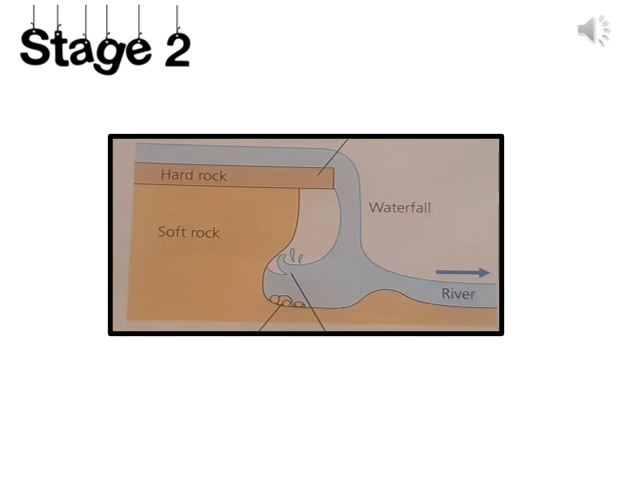 Stage 2
Hard rock
Waterfall
Soft rock
River